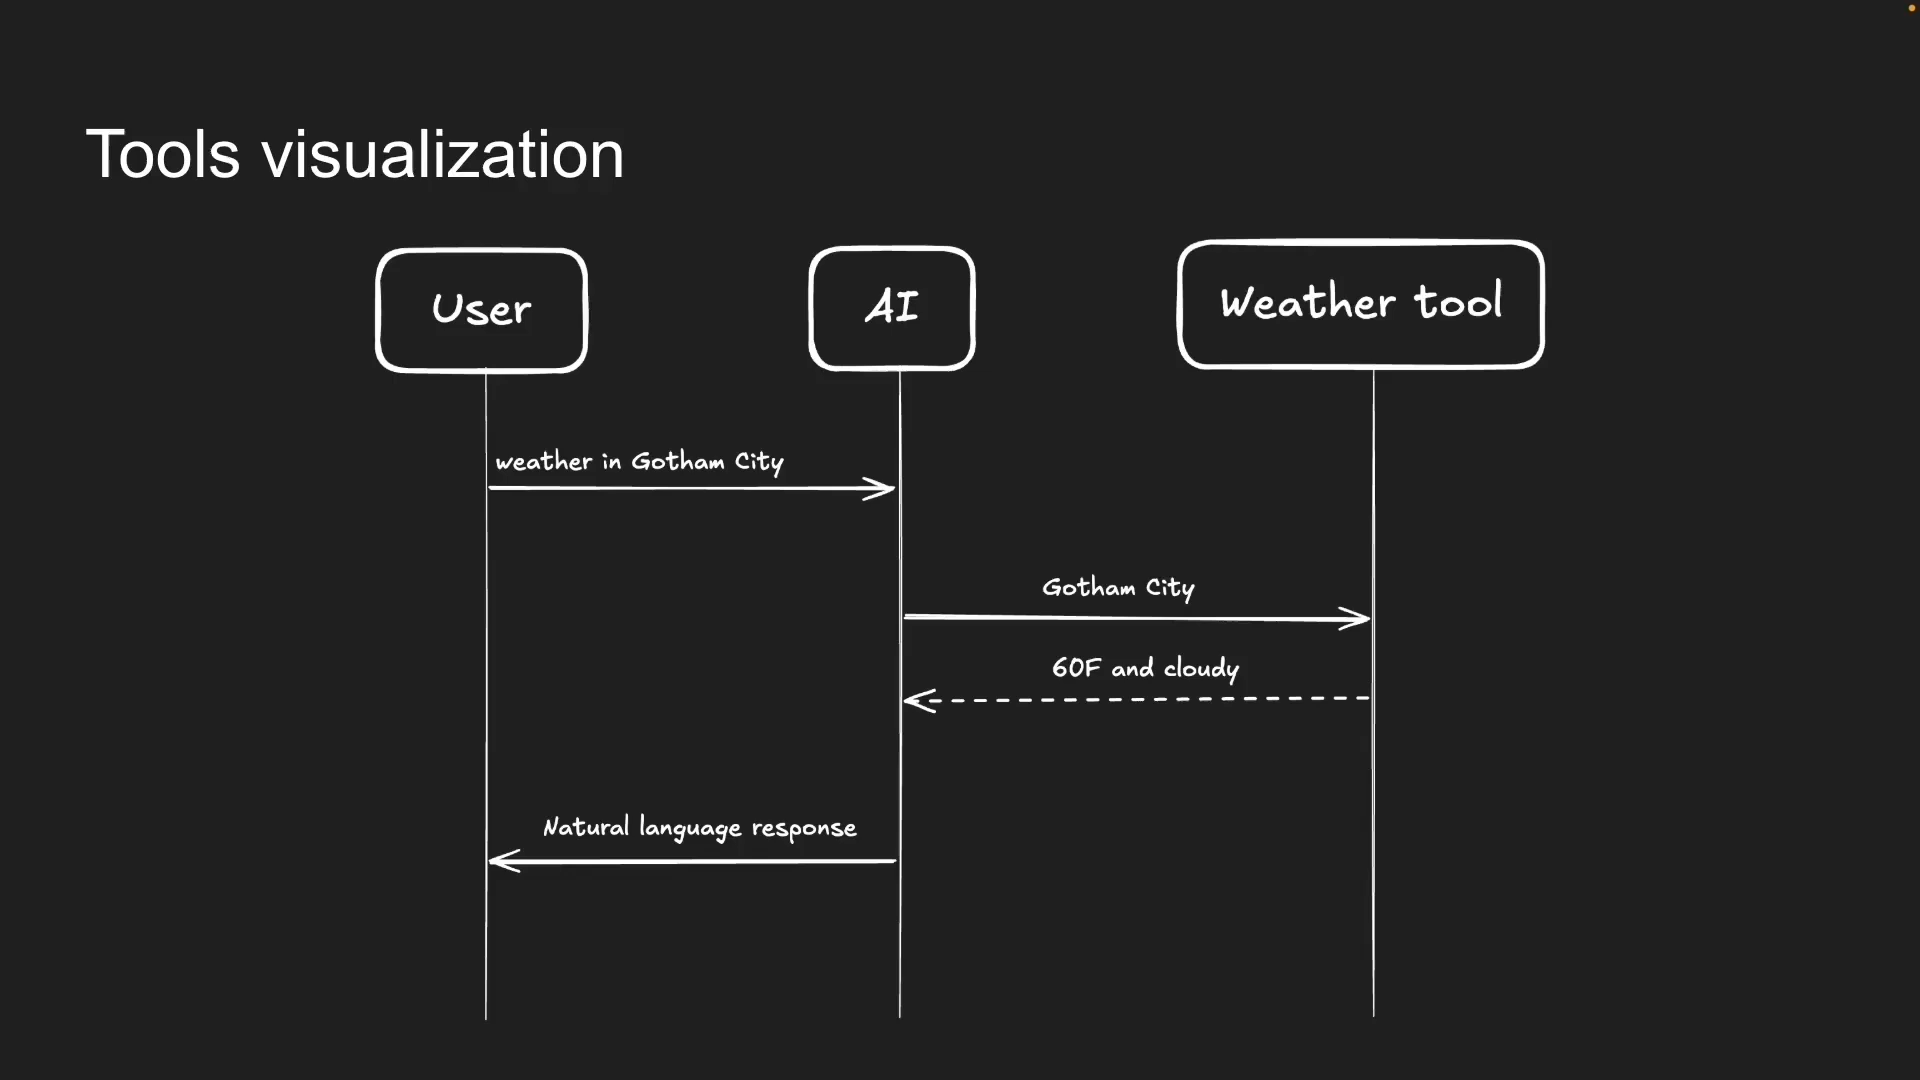 Tools visualization
User
AI
Weather tool
weather in Gotham City
Gotham City
60F and cloudy
Natural language response